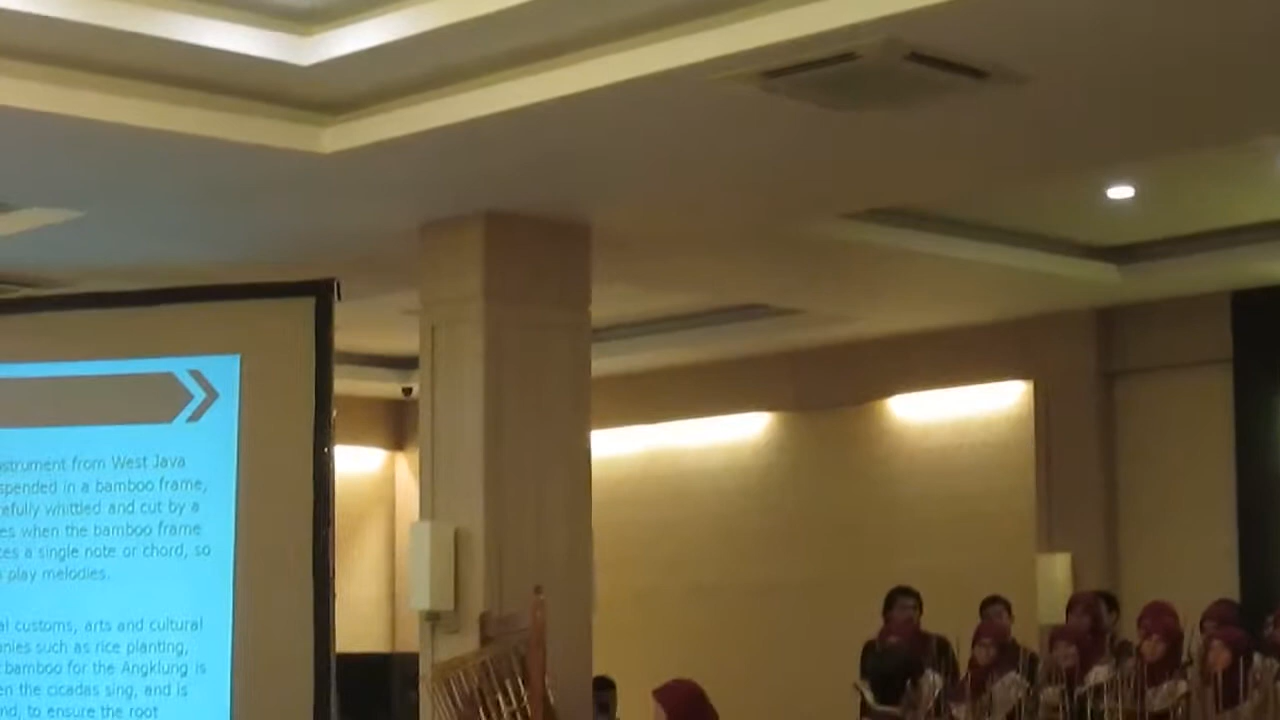 strument from West Java
spended in a bamboo frame,
efully whittled and cut by a
es when the bamboo frame
ces a single note or chord, so
play melodies.
al customs, arts and cultural
nies such as rice planting,
bamboo for the Angklung is
en the cicadas sing, and is
nd, to ensure the root